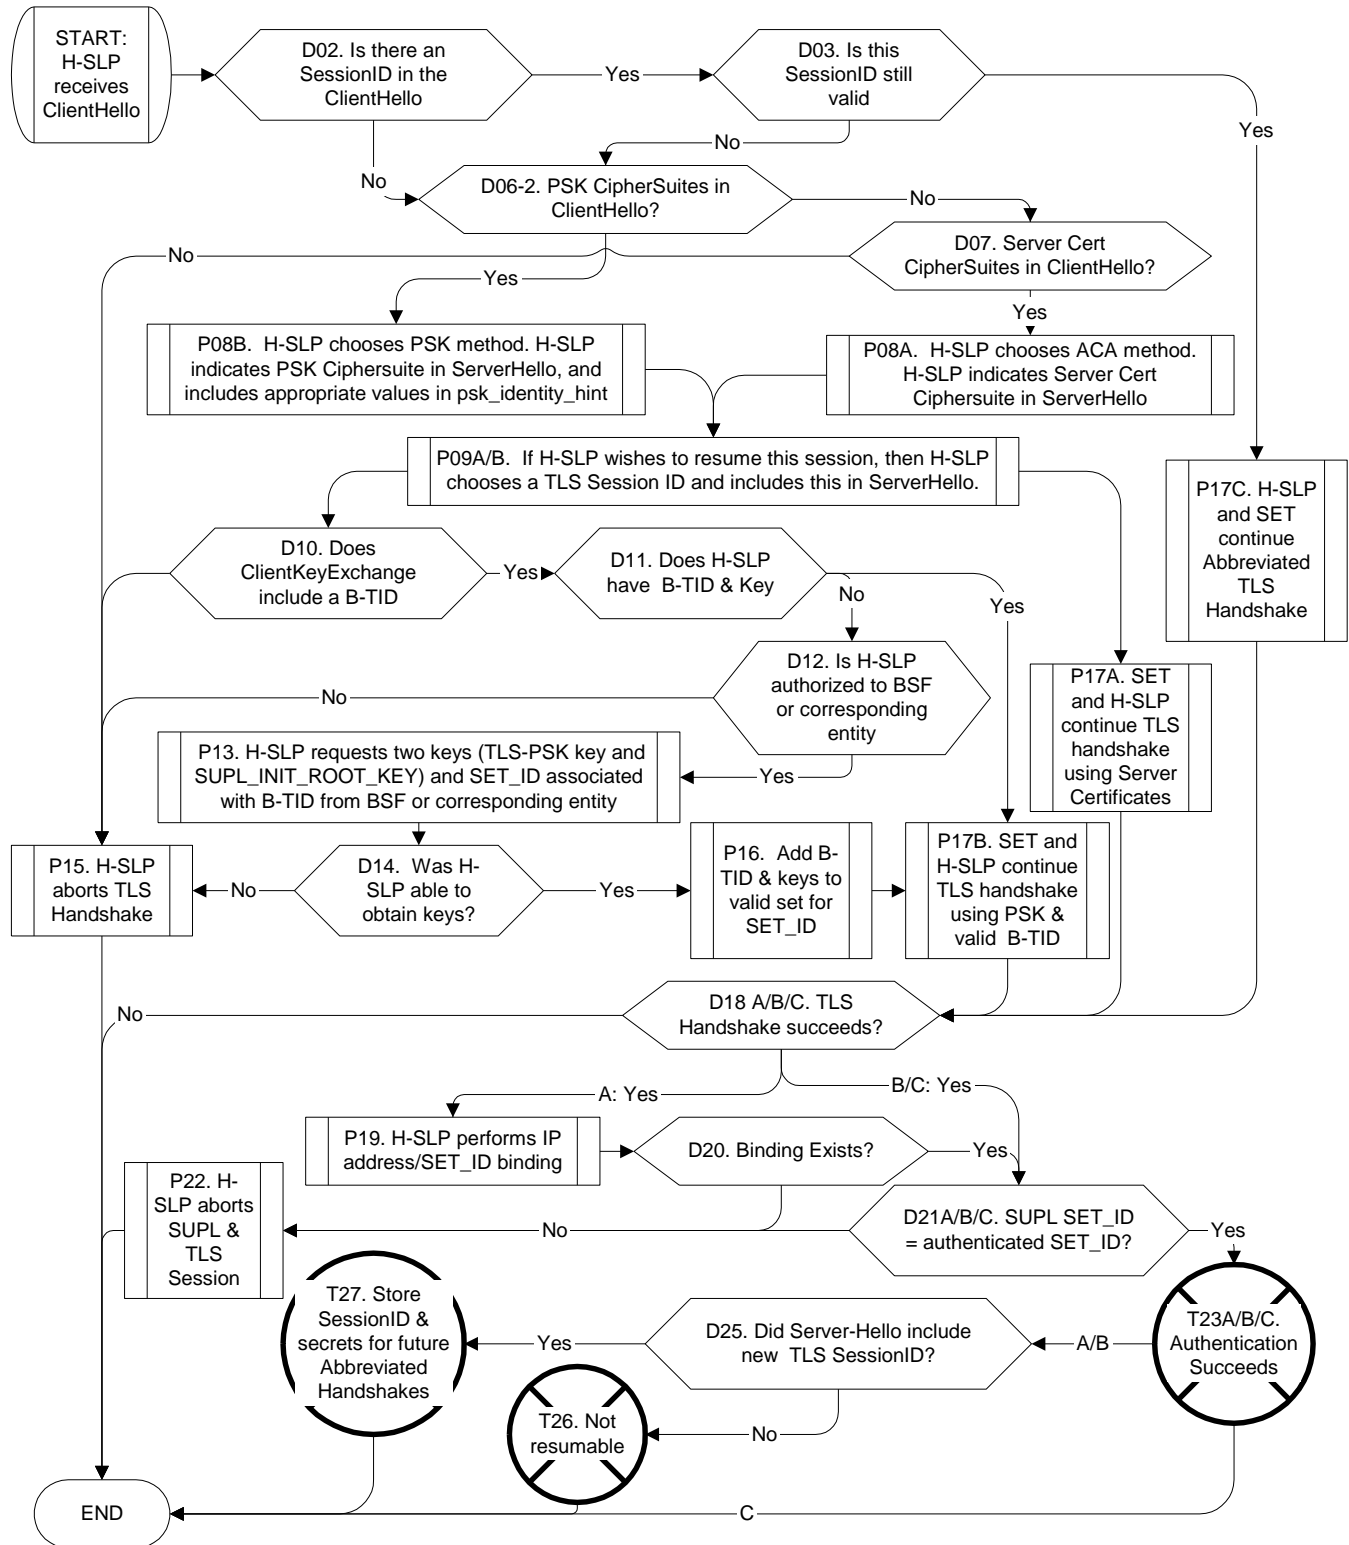 START:
H-SLP
receives
ClientHello
D02. Is there an
SessionID in the
ClientHello
Yes
D03. Is this
SessionID still
valid
Yes
No
No
D06-2. PSK CipherSuites in
ClientHello?
No
D07. Server Cert
CipherSuites in ClientHello?
No
Yes
Yes
P08B. H-SLP chooses PSK method. H-SLP
indicates PSK Ciphersuite in ServerHello, and
includes appropriate values in psk_identity_hint
P08A. H-SLP chooses ACA method.
H-SLP indicates Server Cert
Ciphersuite in ServerHello
P09A/B. If H-SLP wishes to resume this session, then H-SLP
chooses a TLS Session ID and includes this in ServerHello.
P17C. H-SLP
and SET
continue
Abbreviated
TLS
Handshake
D10. Does
ClientKeyExchange
include a B-TID
Yes
D11. Does H-SLP
have B-TID & Key
No
Yes
D12. Is H-SLP
authorized to BSF
or corresponding
entity
No
Yes
P17A. SET
and H-SLP
continue TLS
handshake
using Server
Certificates
P13. H-SLP requests two keys (TLS-PSK key and
SUPL_INIT_ROOT_KEY) and SET_ID associated
with B-TID from BSF or corresponding entity
P15. H-SLP
aborts TLS
Handshake
No
D14. Was H-
SLP able to
obtain keys?
Yes
P16. Add B-
TID & keys to
valid set for
SET_ID
P17B. SET and
H-SLP continue
TLS handshake
using PSK &
valid B-TID
No
D18 A/B/C. TLS
Handshake succeeds?
A: Yes
B/C: Yes
P19. H-SLP performs IP
address/SET_ID binding
D20. Binding Exists?
Yes
P22. H-
SLP aborts
SUPL &
TLS
Session
No
D21A/B/C. SUPL SET_ID
= authenticated SET_ID?
Yes
T27. Store
SessionID &
secrets for future
Abbreviated
Handshakes
Yes
D25. Did Server-Hello include
new TLS SessionID?
A/B
T23A/B/C.
Authentication
Succeeds
T26. Not
resumable
No
END
C